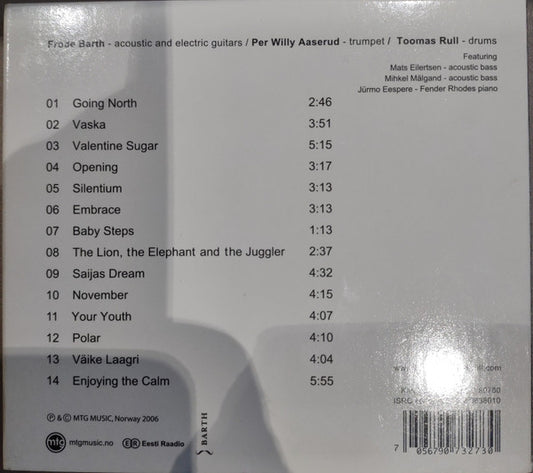 Frode Barth - acoustic and electric guitars / Per Willy Aaserud - trumpet / Toomas Rull - drums
Featuring
Mats Eilertsen - acoustic bass
Mihkel Mälgand - acoustic bass
Jürmo Eespere - Fender Rhodes piano
01 Going North 2:46
02 Vaska 3:51
03 Valentine Sugar 5:15
04 Opening 3:17
05 Silentium 3:13
06 Embrace 3:13
07 Baby Steps 1:13
08 The Lion, the Elephant and the Juggler 2:37
09 Saijas Dream 4:32
10 November 4:15
11 Your Youth 4:07
12 Polar 4:10
13 Väike Laagri 4:04
14 Enjoying the Calm 5:55
.com
ISRC
Ⓟ & © MTG MUSIC, Norway 2006
mtg mtgmusic.no ER Eesti Raadio
BARTH
7 056790 732730